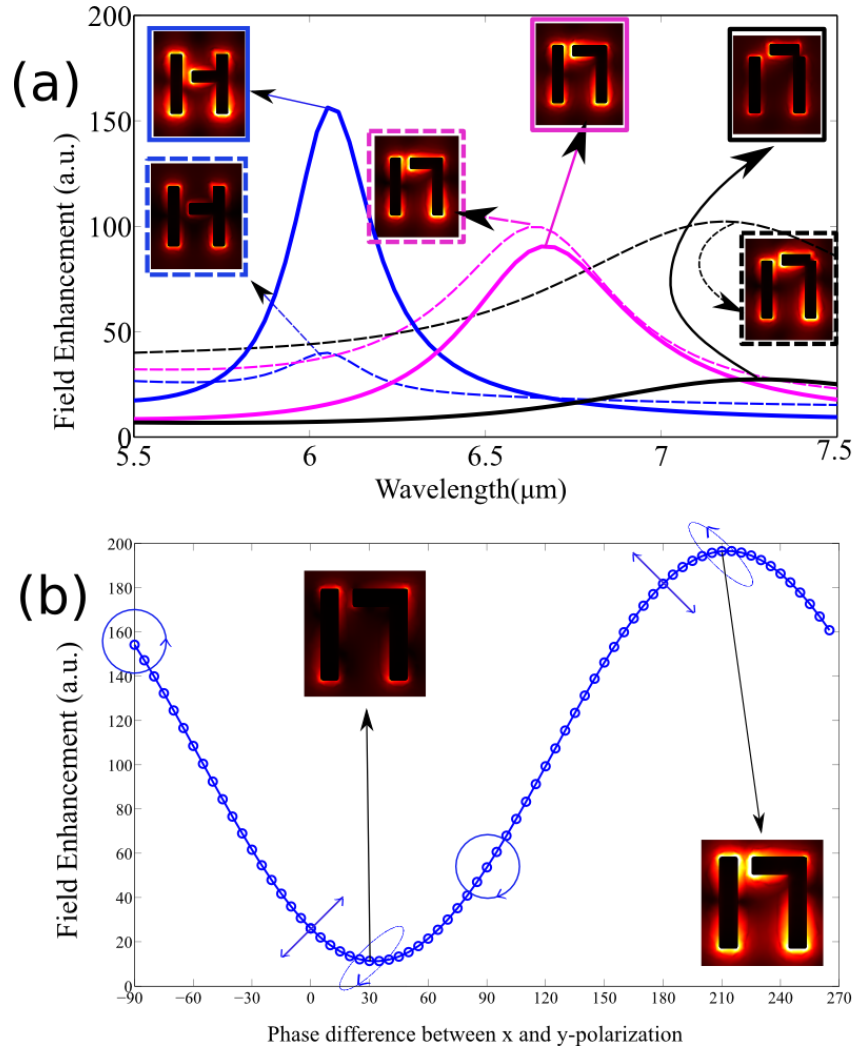 (a)
Field Enhancement (a.u.)
200
150
100
50
0
5.5 6 6.5 7 7.5
Wavelength(μm)
(b)
Field Enhancement (a.u.)
200
180
160
140
120
100
80
60
40
20
0
−90 −60 −30 0 30 60 90 120 150 180 210 240 270
Phase difference between x and y-polarization